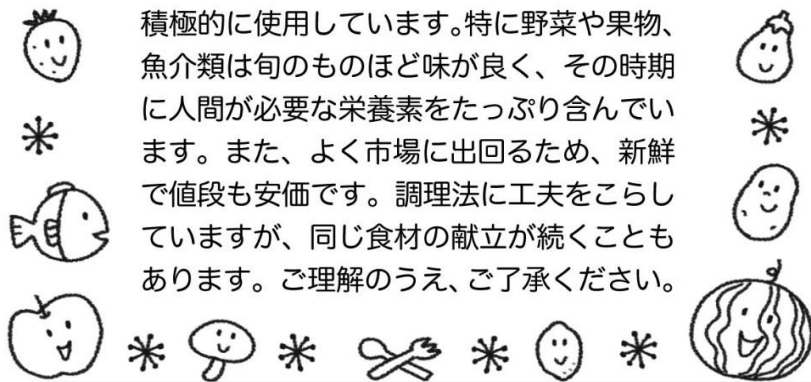 積極的に使用しています。特に野菜や果物、
魚介類は旬のものほど味が良く、その時期
に人間が必要な栄養素をたっぷり含んでい
ます。また、よく市場に出回るため、新鮮
で値段も安価です。調理法に工夫をこらし
ていますが、同じ食材の献立が続くことも
あります。ご理解のうえ、ご了承ください。